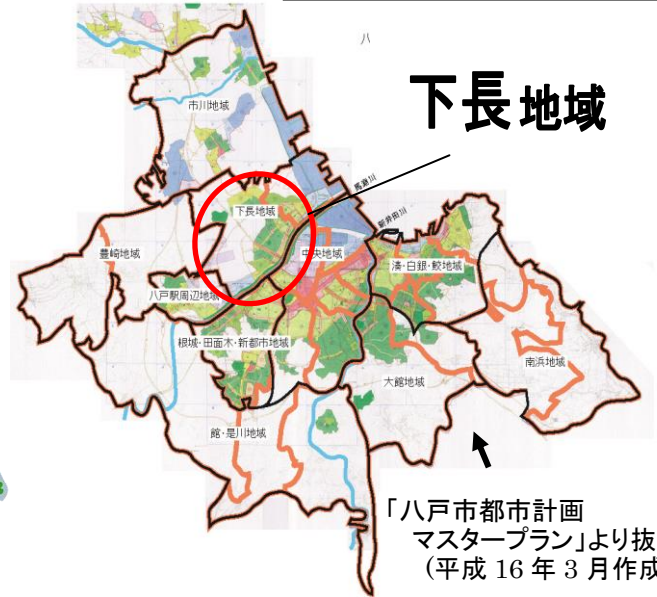 八
下長地域
市川地域
馬淵川
下長地域
新井田川
豊崎地域
中央地域
湊・白銀・鮫地域
八戸駅周辺地域
根城・田面木・新都市地域
南浜地域
大館地域
館・是川地域
「八戸市都市計画
マスタープラン」より抜
(平成 16 年 3 月作成